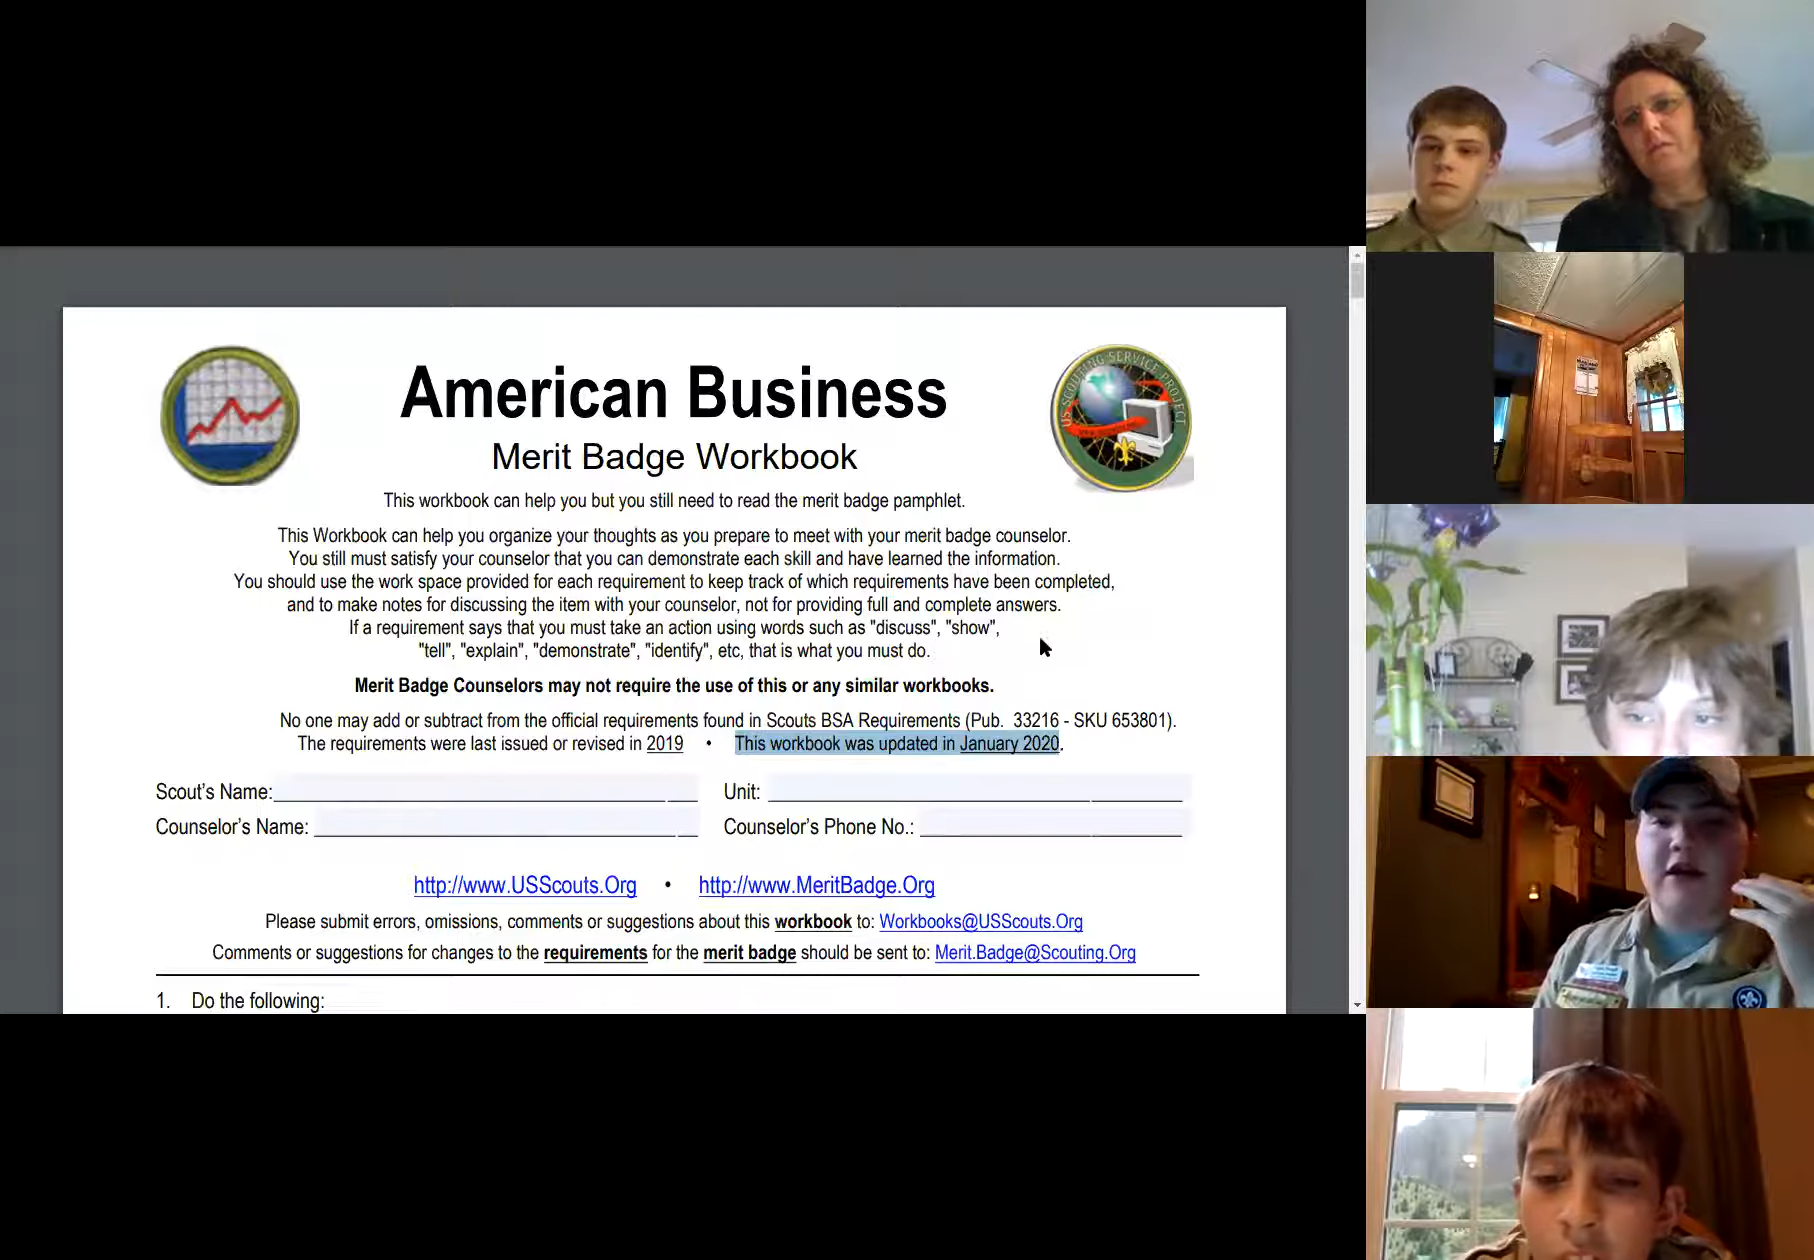 American Business
Merit Badge Workbook
US SCOUTING SERVICE PROJECT
This workbook can help you but you still need to read the merit badge pamphlet.
This Workbook can help you organize your thoughts as you prepare to meet with your merit badge counselor.
You still must satisfy your counselor that you can demonstrate each skill and have learned the information.
You should use the work space provided for each requirement to keep track of which requirements have been completed,
and to make notes for discussing the item with your counselor, not for providing full and complete answers.
If a requirement says that you must take an action using words such as "discuss", "show",
"tell", "explain", "demonstrate", "identify", etc, that is what you must do.
Merit Badge Counselors may not require the use of this or any similar workbooks.
No one may add or subtract from the official requirements found in Scouts BSA Requirements (Pub. 33216 - SKU 653801).
The requirements were last issued or revised in 2019 • This workbook was updated in January 2020.
Scout's Name: Unit:
Counselor's Name: Counselor's Phone No.:
http://www.USScouts.Org • http://www.MeritBadge.Org
Please submit errors, omissions, comments or suggestions about this workbook to: Workbooks@USScouts.Org
Comments or suggestions for changes to the requirements for the merit badge should be sent to: Merit.Badge@Scouting.Org
1. Do the following: